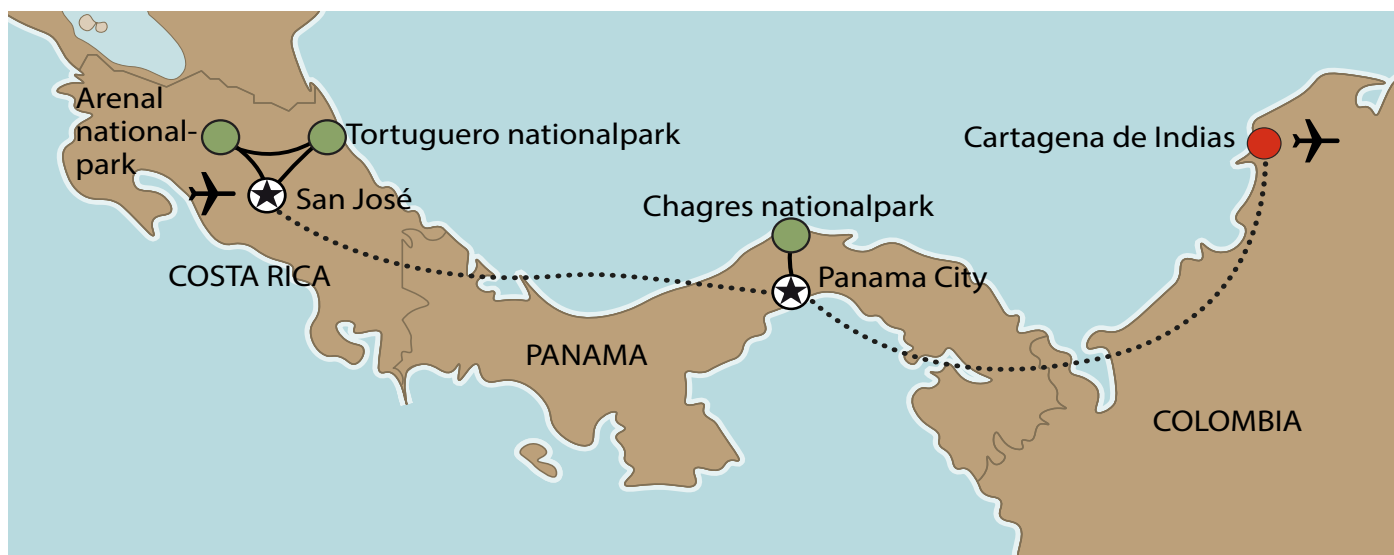 Arenal
national-
park
Tortuguero nationalpark
San José
COSTA RICA
Chagres nationalpark
Panama City
PANAMA
Cartagena de Indias
COLOMBIA